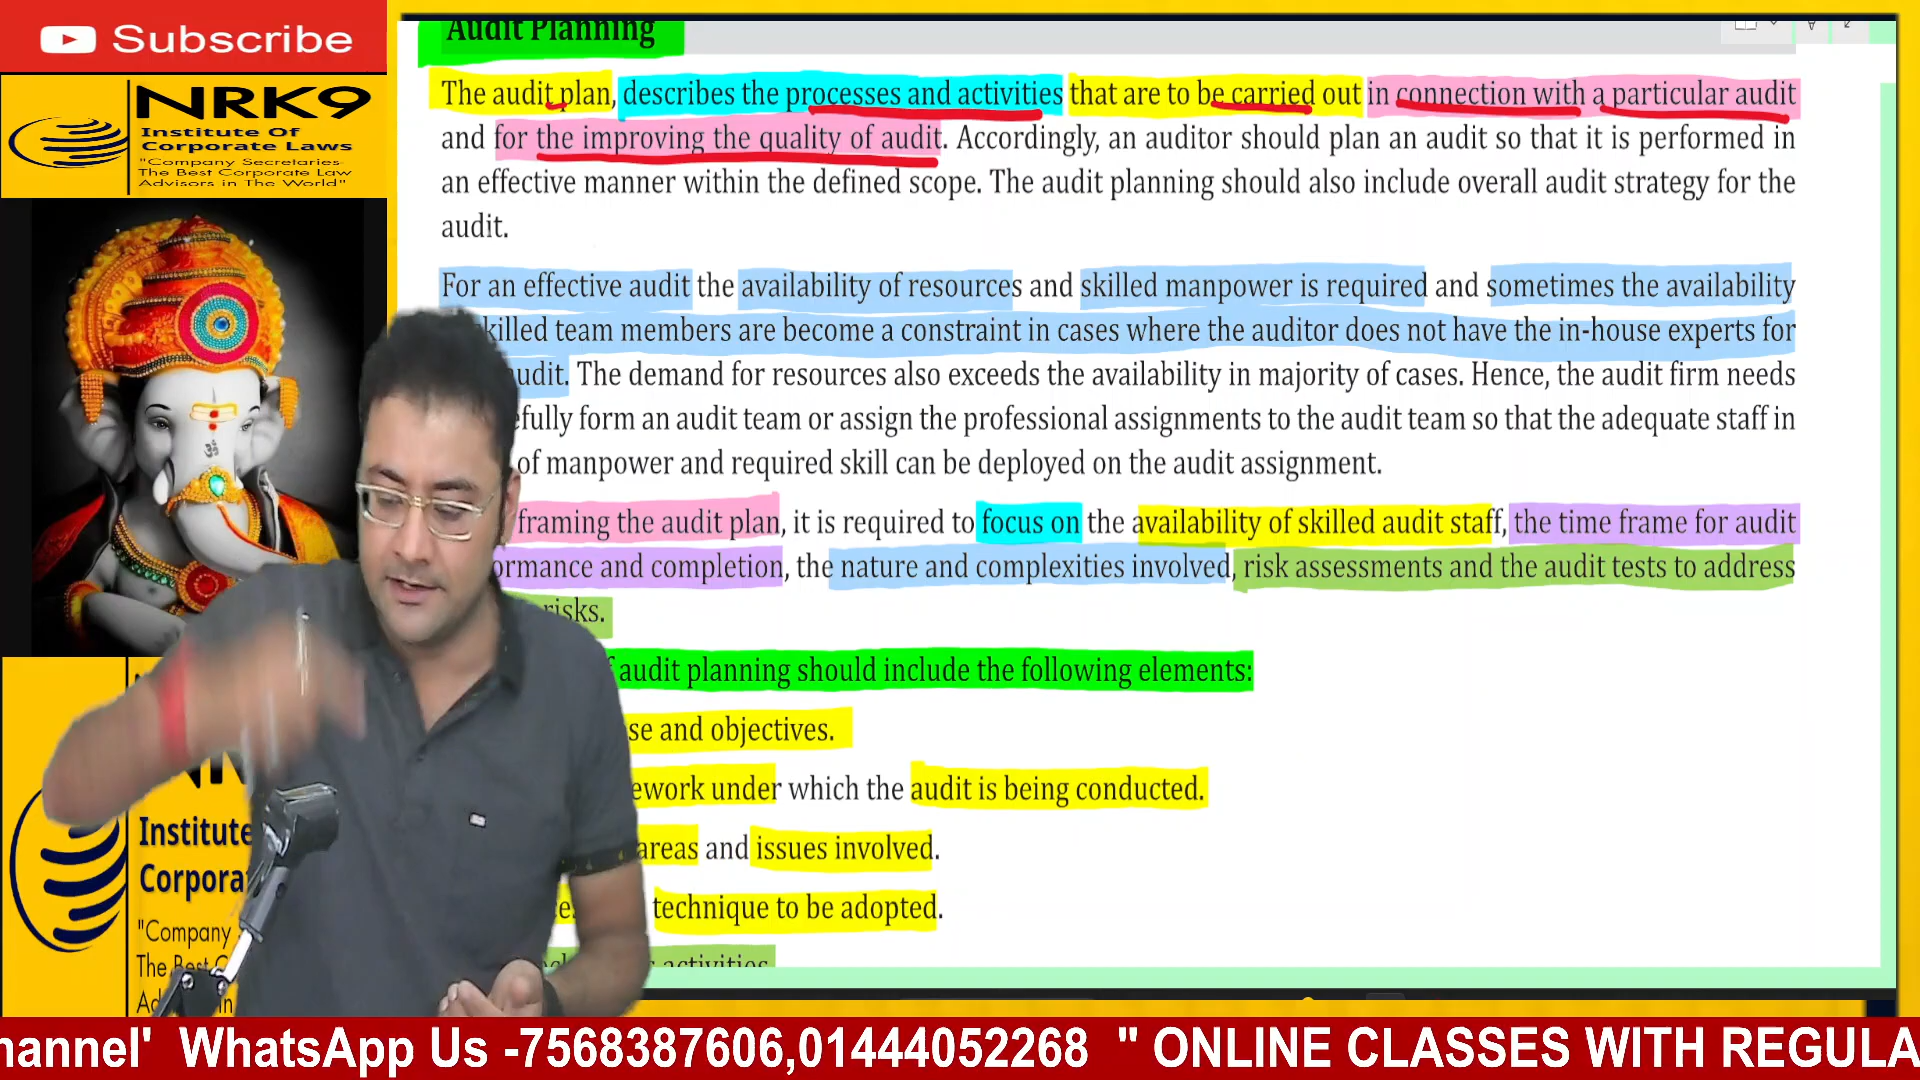 Subscribe
NRK9
Institute Of
Corporate Laws
"Company Secretaries-
The Best Corporate Law
Advisors in The World"
Audit Planning
The audit plan, describes the processes and activities that are to be carried out in connection with a particular audit
and for the improving the quality of audit. Accordingly, an auditor should plan an audit so that it is performed in
an effective manner within the defined scope. The audit planning should also include overall audit strategy for the
audit.
For an effective audit the availability of resources and skilled manpower is required and sometimes the availability
skilled team members are become a constraint in cases where the auditor does not have the in-house experts for
audit. The demand for resources also exceeds the availability in majority of cases. Hence, the audit firm needs
form an audit team or assign the professional assignments to the audit team so that the adequate staff in
of manpower and required skill can be deployed on the audit assignment.
framing the audit plan, it is required to focus on the availability of skilled audit staff, the time frame for audit
and completion, the nature and complexities involved, risk assessments and the audit tests to address
risks.
audit planning should include the following elements:
and objectives.
under which the audit is being conducted.
areas and issues involved.
technique to be adopted.
activities.
Institute
"Company
The Best
WhatsApp Us -7568387606,01444052268 " ONLINE CLASSES WITH